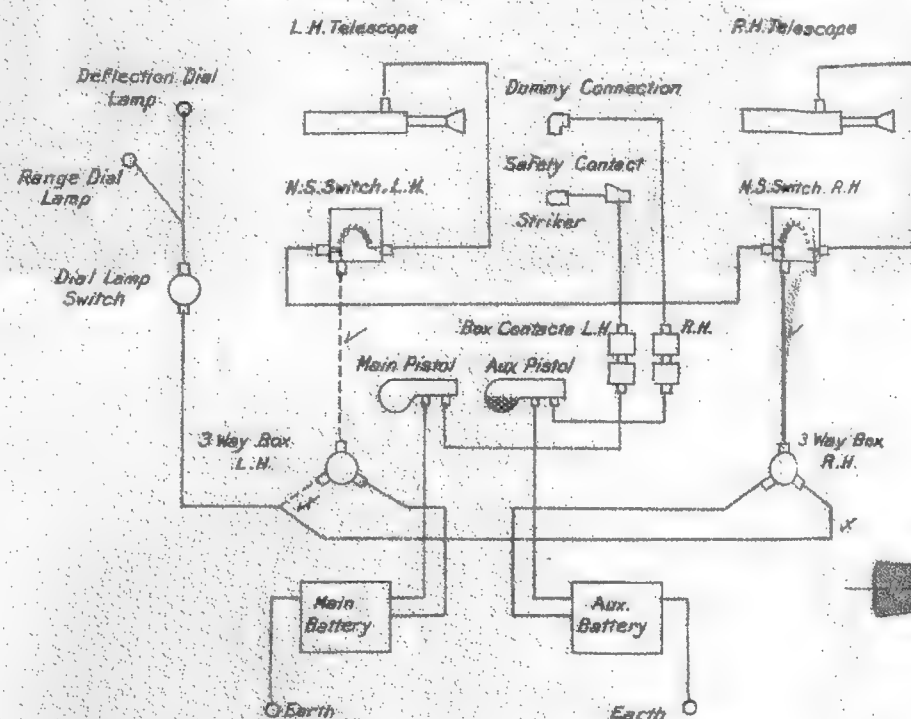 L.H. Telescope
R.H. Telescope
Deflection Dial
Lamp
Dummy Connection
Range Dial
Lamp
Safety Contact
N.S. Switch. L.H.
N.S. Switch. R.H
Striker
Dial Lamp
Switch
Box Contacts L.H.
R.H.
Main Pistol
Aux Pistol
3 Way Box
L.H.
3 Way Box
R.H.
X
X
Main
Battery
Aux.
Battery
Earth
Earth